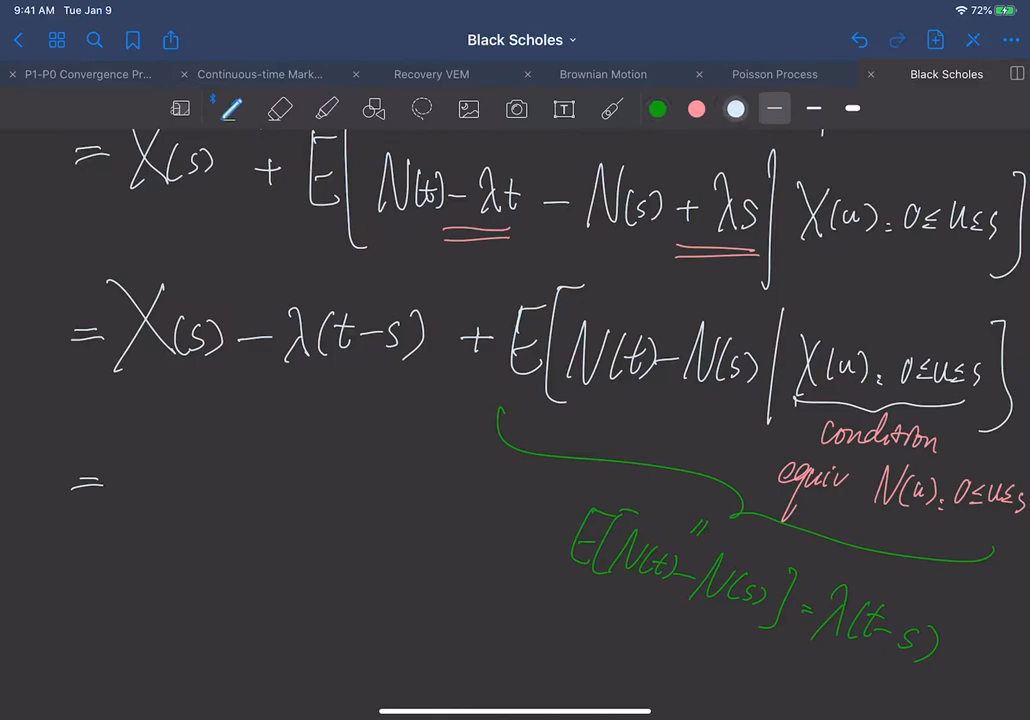 9:41 AM Tue Jan 9
72%
Black Scholes
P1-P0 Convergence Pr...
Continuous-time Mark...
Recovery VEM
Brownian Motion
Poisson Process
Black Scholes
= X(s) + E[N(t) - λt - N(s) + λs | X(u): 0≤u≤s]
= X(s) - λ(t-s) + E[N(t) - N(s) | X(u): 0≤u≤s]
condition
equiv N(u): 0≤u≤s
=
"
E[N(t) - N(s)] = λ(t-s)